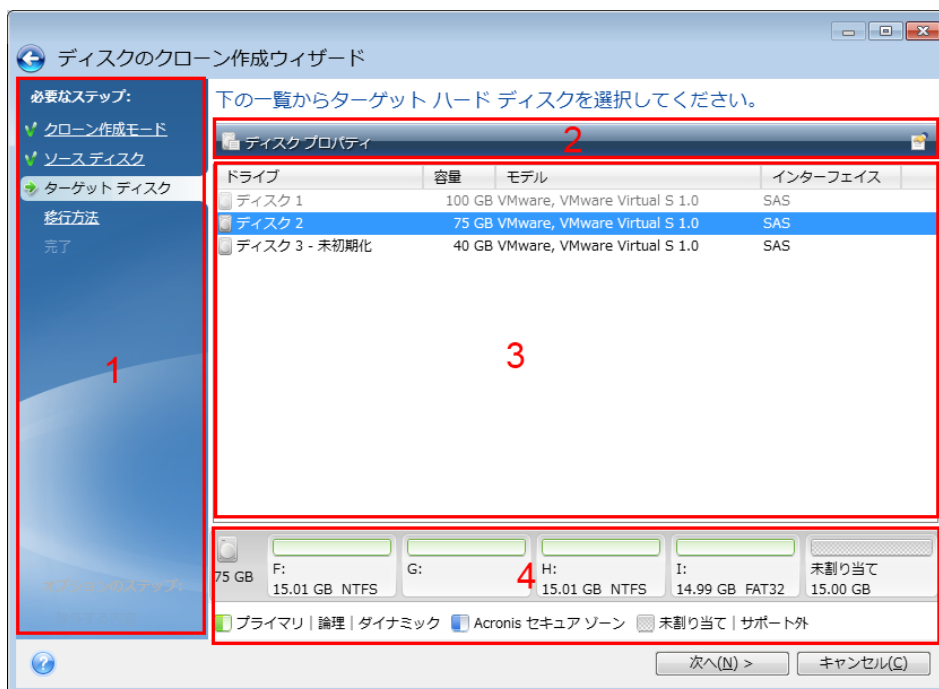 ディスクのクローン作成ウィザード
必要なステップ:
クローン作成モード
ソース ディスク
ターゲット ディスク
移行方法
完了
1
下の一覧からターゲット ハード ディスクを選択してください。
ディスク プロパティ
2
ドライブ 容量 モデル インターフェイス
ディスク 1 100 GB VMware, VMware Virtual S 1.0 SAS
ディスク 2 75 GB VMware, VMware Virtual S 1.0 SAS
ディスク 3 - 未初期化 40 GB VMware, VMware Virtual S 1.0 SAS
3
75 GB
F:
15.01 GB NTFS
G:
4
H:
15.01 GB NTFS
I:
14.99 GB FAT32
未割り当て
15.00 GB
プライマリ | 論理 | ダイナミック Acronis セキュア ゾーン 未割り当て | サポート外
オプションのステップ:
次へ(N) > キャンセル(C)